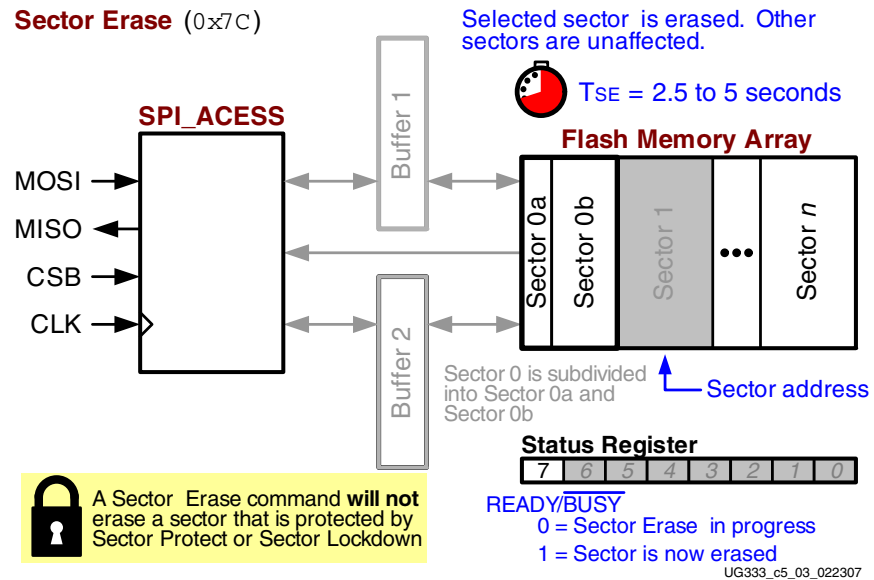 Sector Erase (0x7C)
Selected sector is erased. Other
sectors are unaffected.
TSE = 2.5 to 5 seconds
SPI_ACESS
Flash Memory Array
MOSI
MISO
CSB
CLK
Buffer 1
Buffer 2
Sector 0a
Sector 0b
Sector 1
•••
Sector n
Sector 0 is subdivided
into Sector 0a and
Sector 0b
Sector address
Status Register
7 6 5 4 3 2 1 0
READY/BUSY
0 = Sector Erase in progress
1 = Sector is now erased
A Sector Erase command will not
erase a sector that is protected by
Sector Protect or Sector Lockdown
UG333_c5_03_022307